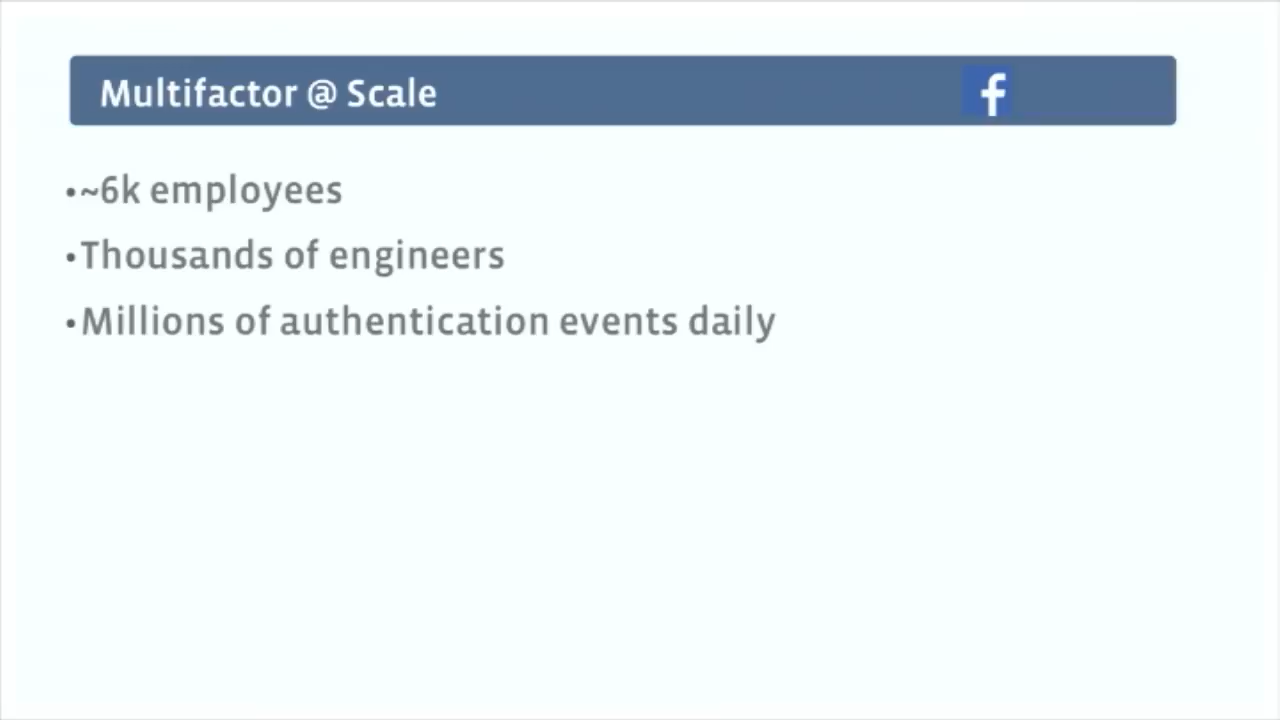 Multifactor @ Scale
•~6k employees
•Thousands of engineers
•Millions of authentication events daily